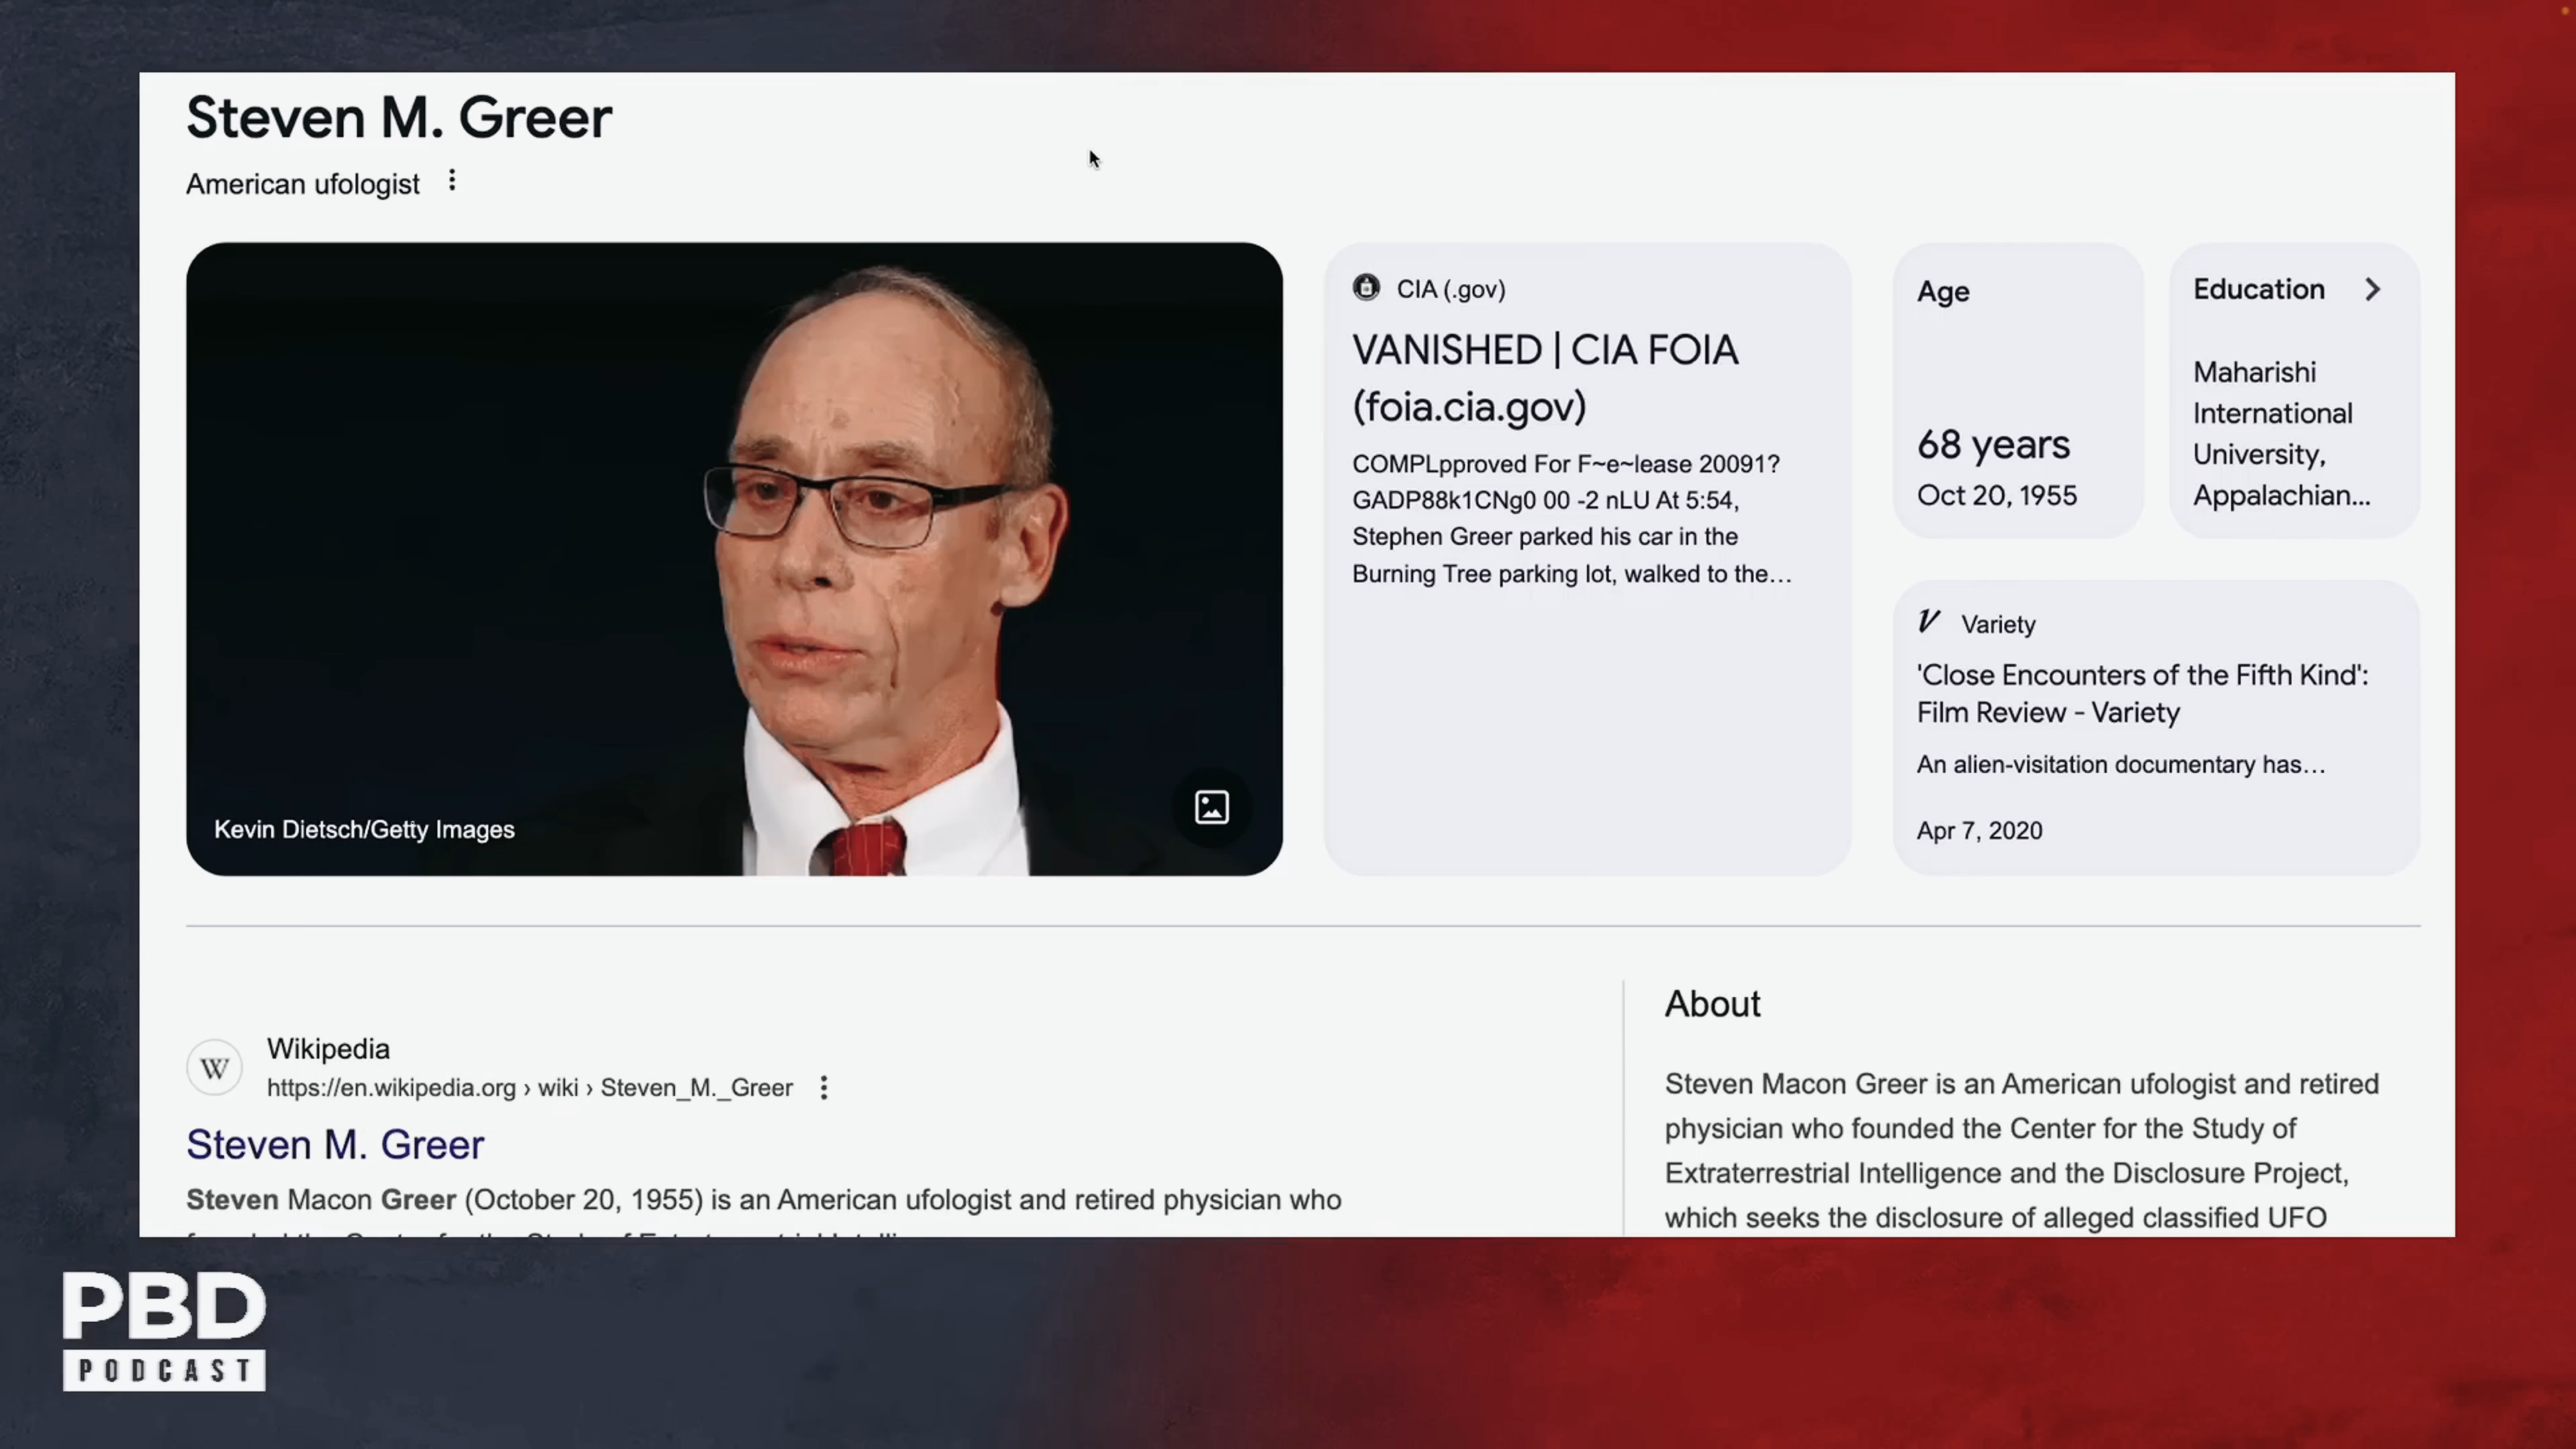 Steven M. Greer
American ufologist
Kevin Dietsch/Getty Images
CIA (.gov)
VANISHED | CIA FOIA
(foia.cia.gov)
COMPLpproved For F~e~lease 20091?
GADP88k1CNg0 00 -2 nLU At 5:54,
Stephen Greer parked his car in the
Burning Tree parking lot, walked to the...
Age
68 years
Oct 20, 1955
Education
Maharishi
International
University,
Appalachian...
Variety
'Close Encounters of the Fifth Kind':
Film Review - Variety
An alien-visitation documentary has...
Apr 7, 2020
W
Wikipedia
https://en.wikipedia.org › wiki › Steven_M._Greer
Steven M. Greer
Steven Macon Greer (October 20, 1955) is an American ufologist and retired physician who
About
Steven Macon Greer is an American ufologist and retired
physician who founded the Center for the Study of
Extraterrestrial Intelligence and the Disclosure Project,
which seeks the disclosure of alleged classified UFO
PBD
PODCAST